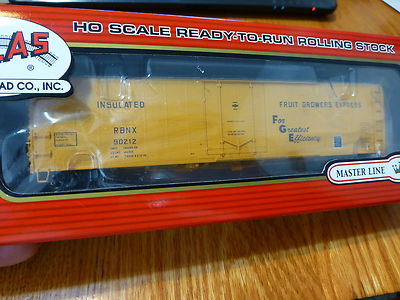 HO SCALE READY-TO-RUN ROLLING STOCK
LAS
®
AD CO., INC.
INSULATED
FRUIT GROWERS EXPRESS
RBNX
90212
For
Greatest
Efficiency
MASTER LINE